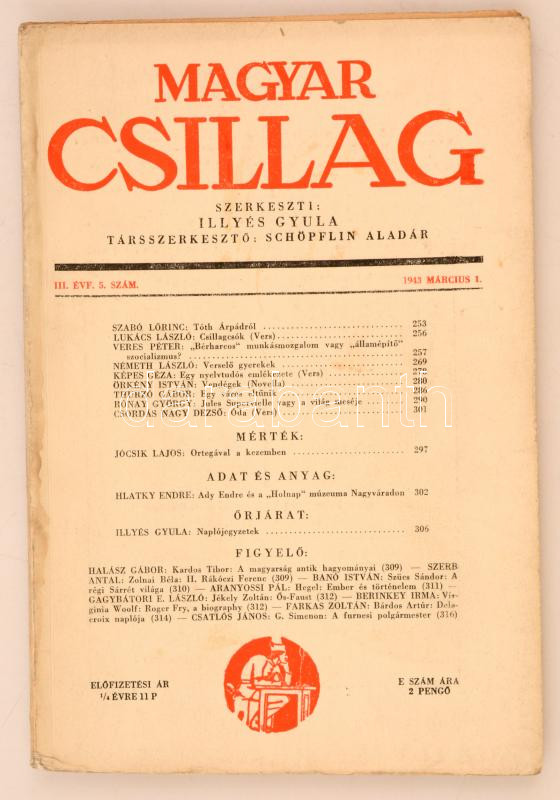 MAGYAR
CSILLAG
SZERKESZTI:
ILLYÉS GYULA
TÁRSSZERKESZTŐ: SCHÖPFLIN ALADÁR
III. ÉVF. 5. SZÁM. 1943 MÁRCIUS 1.
SZABÓ LŐRINC: Tóth Árpádról 253
LUKÁCS LÁSZLÓ: Csillagcsók (Vers) 256
VERES PÉTER: „Bérharcos" munkásmozgalom vagy „államépítő"
szocializmus? 257
NÉMETH LÁSZLÓ: Verselő gyerekek 269
KÉPES GÉZA: Egy nyelvtudós emlékezete (Vers) 278
ÖRKÉNY ISTVÁN: Vendégek (Novella) 280
THURZÓ GÁBOR: Egy város eltűnik 286
RÓNAY GYÖRGY: Jules Supervielle vagy a világ meséje 290
CSORDÁS NAGY DEZSŐ: Óda (Vers) 301
MÉRTÉK:
JÓCSIK LAJOS: Ortegával a kezemben 297
ADAT ÉS ANYAG:
HLATKY ENDRE: Ady Endre és a „Holnap" múzeuma Nagyváradon 302
ŐRJÁRAT:
ILLYÉS GYULA: Naplójegyzetek 306
FIGYELŐ:
HALÁSZ GÁBOR: Kardos Tibor: A magyarság antik hagyományai (309) — SZERB
ANTAL: Zolnai Béla: II. Rákóczi Ferenc (309) — BANÓ ISTVÁN: Szücs Sándor: A
régi Sárrét világa (310) — ARANYOSSI PÁL: Hegel: Ember és történelem (311) —
GAGYBÁTORI E. LÁSZLÓ: Jékely Zoltán: Ős-Faust (312) — BERINKEY IRMA: Vir-
ginia Woolf: Roger Fry, a biography (312) — FARKAS ZOLTÁN: Bárdos Artúr: Dela-
croix naplója (314) — CSATLÓS JÁNOS: G. Simenon: A furnesi polgármester (316)
ELŐFIZETÉSI ÁR
¼ ÉVRE 11 P
E SZÁM ÁRA
2 PENGŐ
darabanth